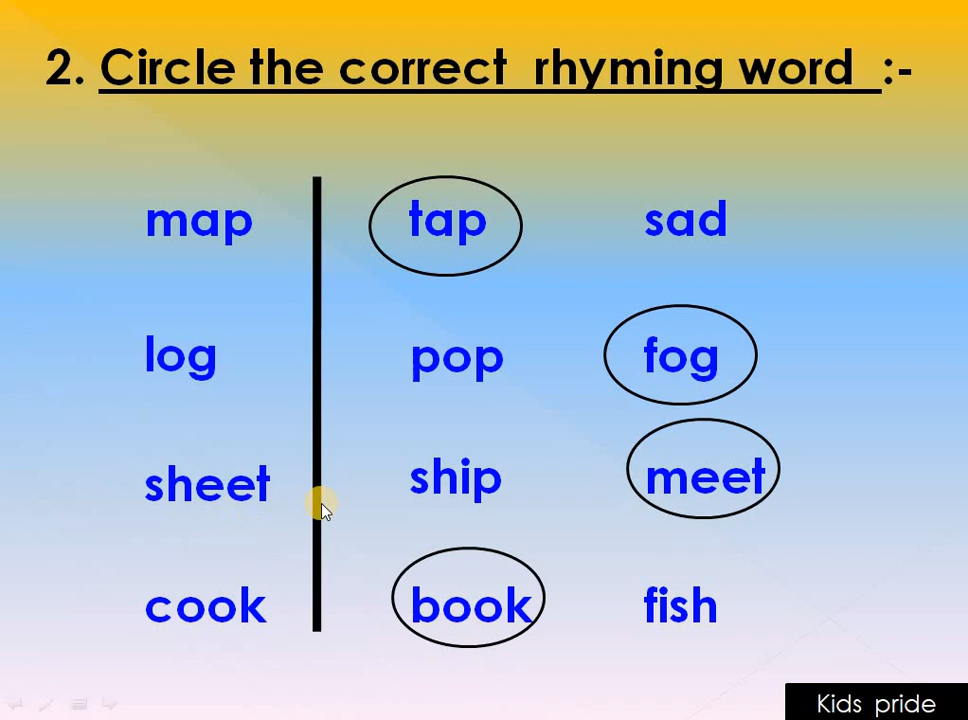 2. Circle the correct rhyming word :-
map tap sad
log pop fog
sheet ship meet
cook book fish
Kids pride